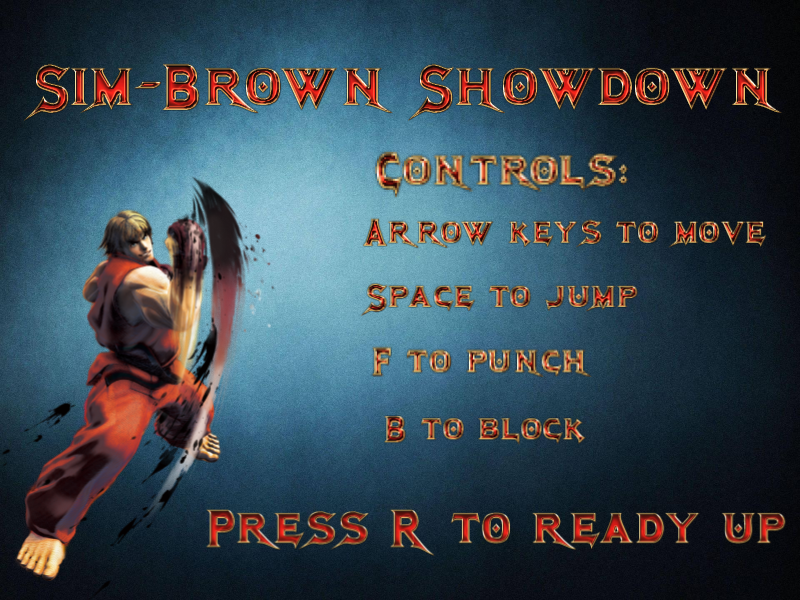 Sim-Brown Showdown
Controls:
Arrow keys to move
Space to jump
F to punch
B to block
Press R to ready up